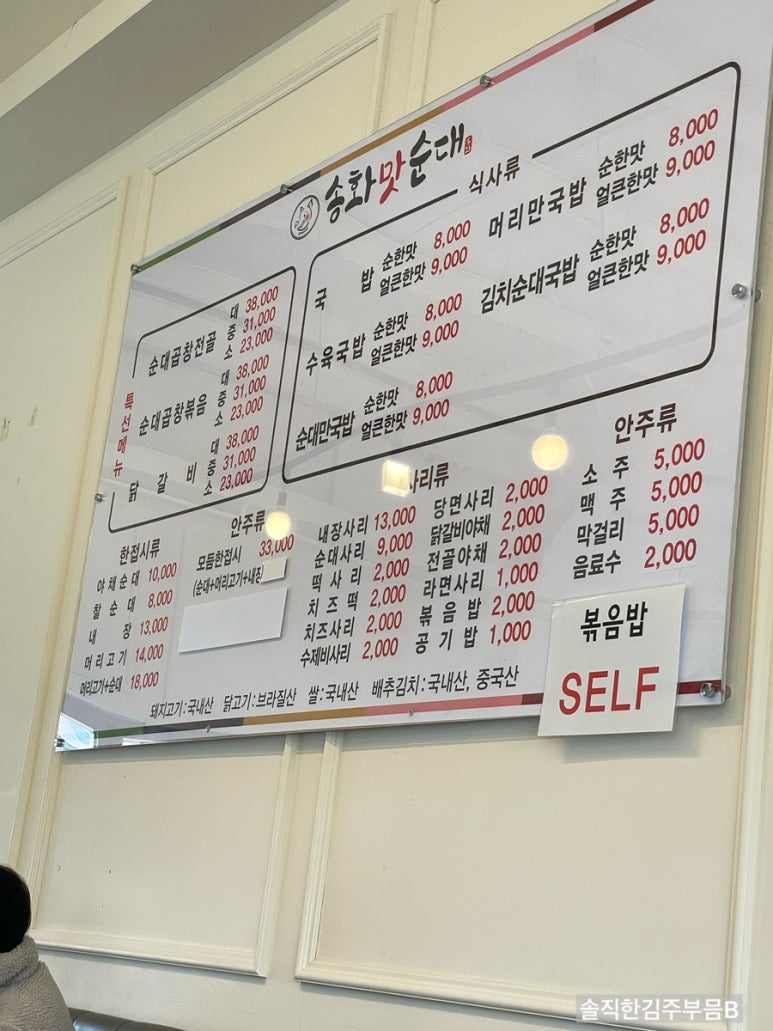 송화맛순대
특선메뉴
순대곱창전골 대 38,000
중 31,000
소 23,000
순대곱창볶음 대 38,000
중 31,000
소 23,000
닭갈비 대 38,000
중 31,000
소 23,000
식사류
국밥 순한맛 8,000
얼큰한맛 9,000
수육국밥 순한맛 8,000
얼큰한맛 9,000
순대만국밥 순한맛 8,000
얼큰한맛 9,000
머리만국밥 순한맛 8,000
얼큰한맛 9,000
김치순대국밥 순한맛 8,000
얼큰한맛 9,000
한접시류
야채순대 10,000
찰순대 8,000
내장 13,000
머리고기 14,000
머리고기+순대 18,000
안주류
모듬한접시 33,000
(순대+머리고기+내장)
사리류
내장사리 13,000
순대사리 9,000
떡사리 2,000
치즈떡 2,000
치즈사리 2,000
수제비사리 2,000
당면사리 2,000
닭갈비야채 2,000
전골야채 2,000
라면사리 1,000
볶음밥 2,000
공기밥 1,000
안주류
소주 5,000
맥주 5,000
막걸리 5,000
음료수 2,000
돼지고기:국내산 닭고기:브라질산 쌀:국내산 배추김치:국내산, 중국산
볶음밥
SELF
솔직한김주부몸B